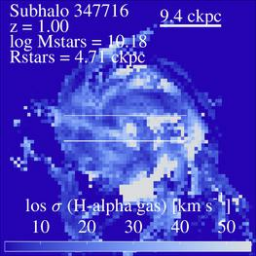 Subhalo 347716
9.4 ckpc
z = 1.00
log Mstars = 10.18
Rstars = 4.71 ckpc
los σ (H-alpha gas) [km s⁻¹]
10 20 30 40 50